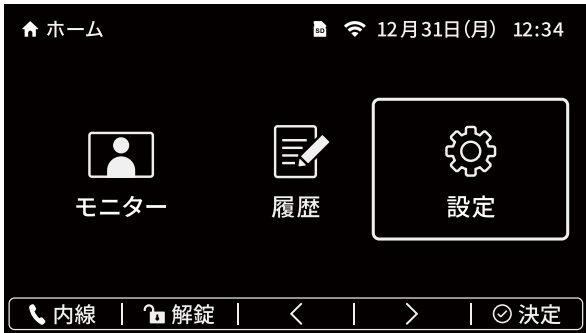 ホーム SD 12月31日(月) 12:34
モニター 履歴 設定
内線 解錠 < > 決定